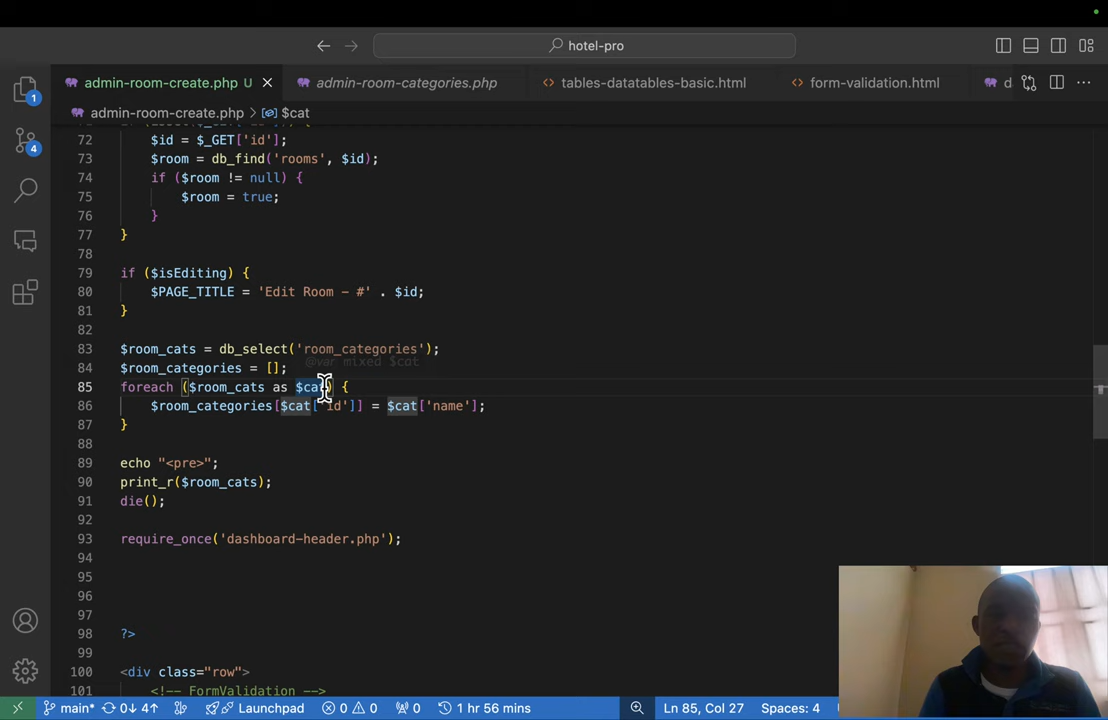 hotel-pro
admin-room-create.php U
admin-room-categories.php
tables-datatables-basic.html
form-validation.html
d
admin-room-create.php > $cat
72 $id = $_GET['id'];
73 $room = db_find('rooms', $id);
74 if ($room != null) {
75 $room = true;
76 }
77 }
78
79 if ($isEditing) {
80 $PAGE_TITLE = 'Edit Room - #' . $id;
81 }
82
83 $room_cats = db_select('room_categories');
@var mixed $cat
84 $room_categories = [];
85 foreach ($room_cats as $cat) {
86 $room_categories[$cat['id']] = $cat['name'];
87 }
88
89 echo "<pre>";
90 print_r($room_cats);
91 die();
92
93 require_once('dashboard-header.php');
94
95
96
97
98 ?>
99
100 <div class="row">
101 <!-- FormValidation -->
1
4
main* 0↓ 4↑ Launchpad 0 0 0 1 hr 56 mins Ln 85, Col 27 Spaces: 4